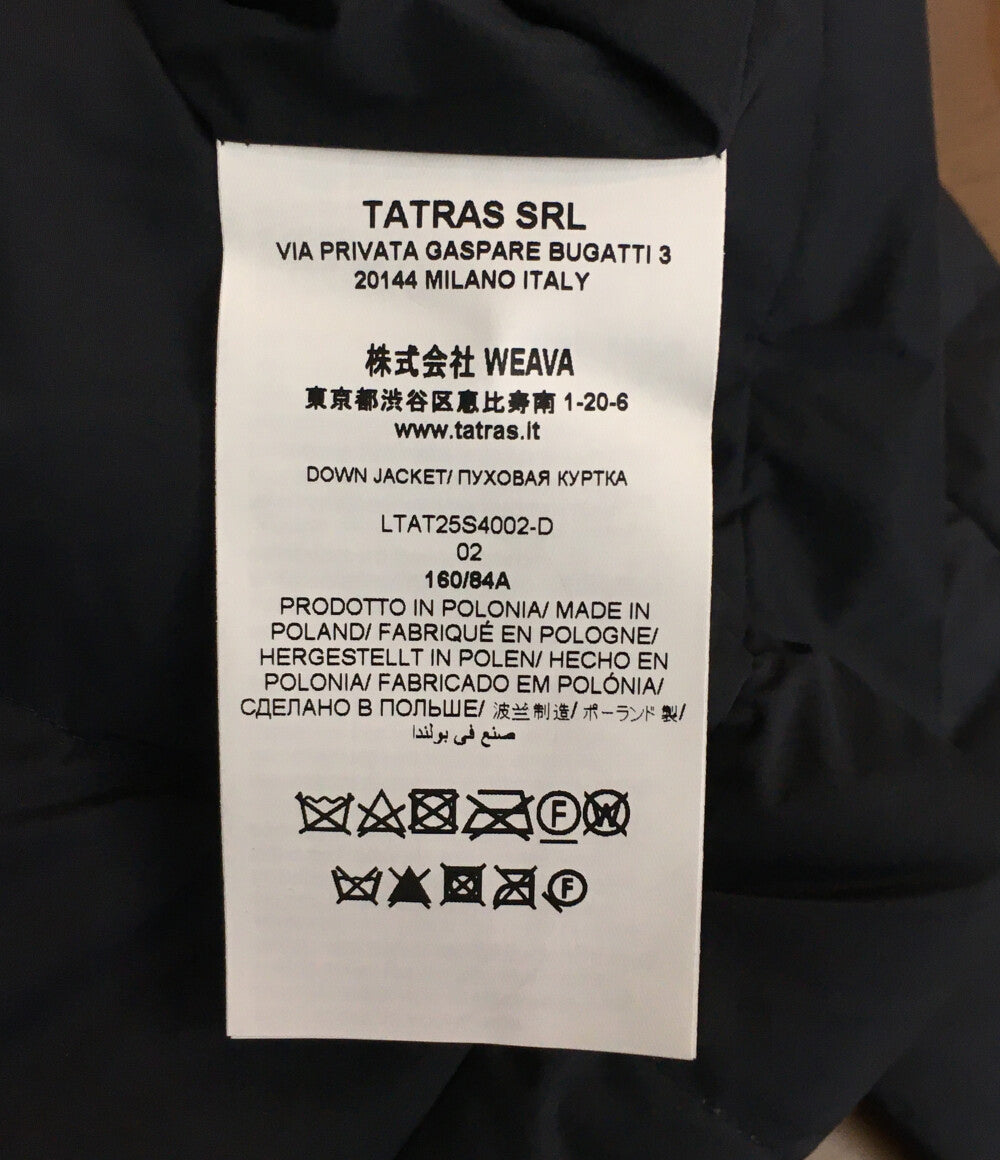 TATRAS SRL
VIA PRIVATA GASPARE BUGATTI 3
20144 MILANO ITALY
株式会社 WEAVA
東京都渋谷区恵比寿南 1-20-6
www.tatras.it
DOWN JACKET/ ПУХОВАЯ КУРТКА
LTAT25S4002-D
02
160/84A
PRODOTTO IN POLONIA/ MADE IN
POLAND/ FABRIQUÉ EN POLOGNE/
HERGESTELLT IN POLEN/ HECHO EN
POLONIA/ FABRICADO EM POLÓNIA/
СДЕЛАНО В ПОЛЬШЕ/ 波兰制造/ ポーランド 製/
صنع في بولندا
F W
F